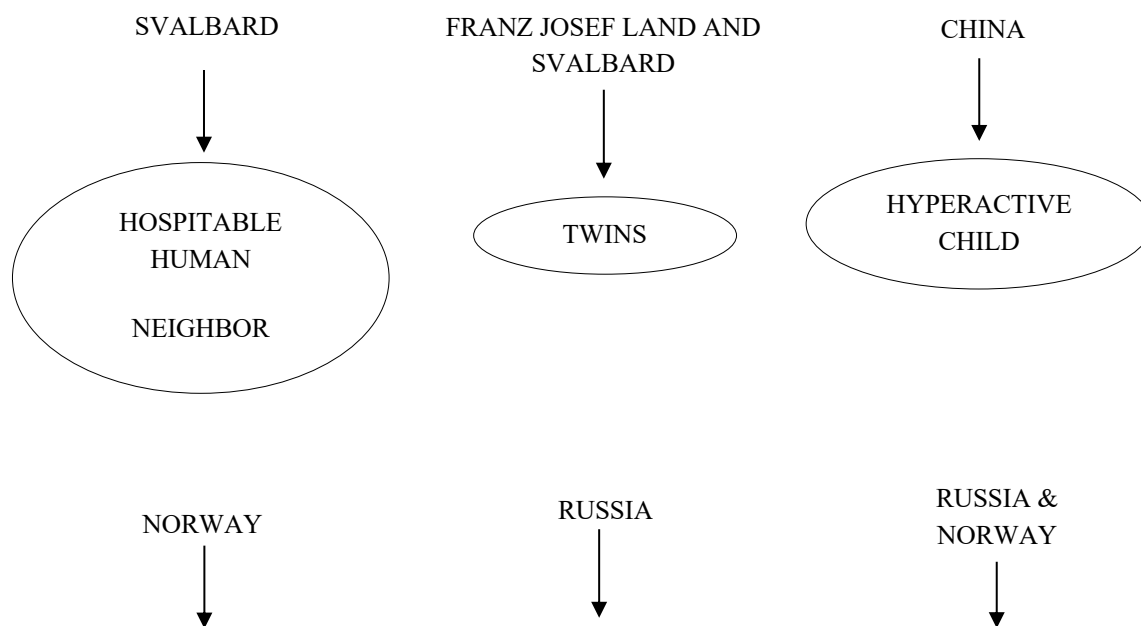 SVALBARD
HOSPITABLE
HUMAN
NEIGHBOR
FRANZ JOSEF LAND AND
SVALBARD
TWINS
CHINA
HYPERACTIVE
CHILD
NORWAY
RUSSIA
RUSSIA &
NORWAY